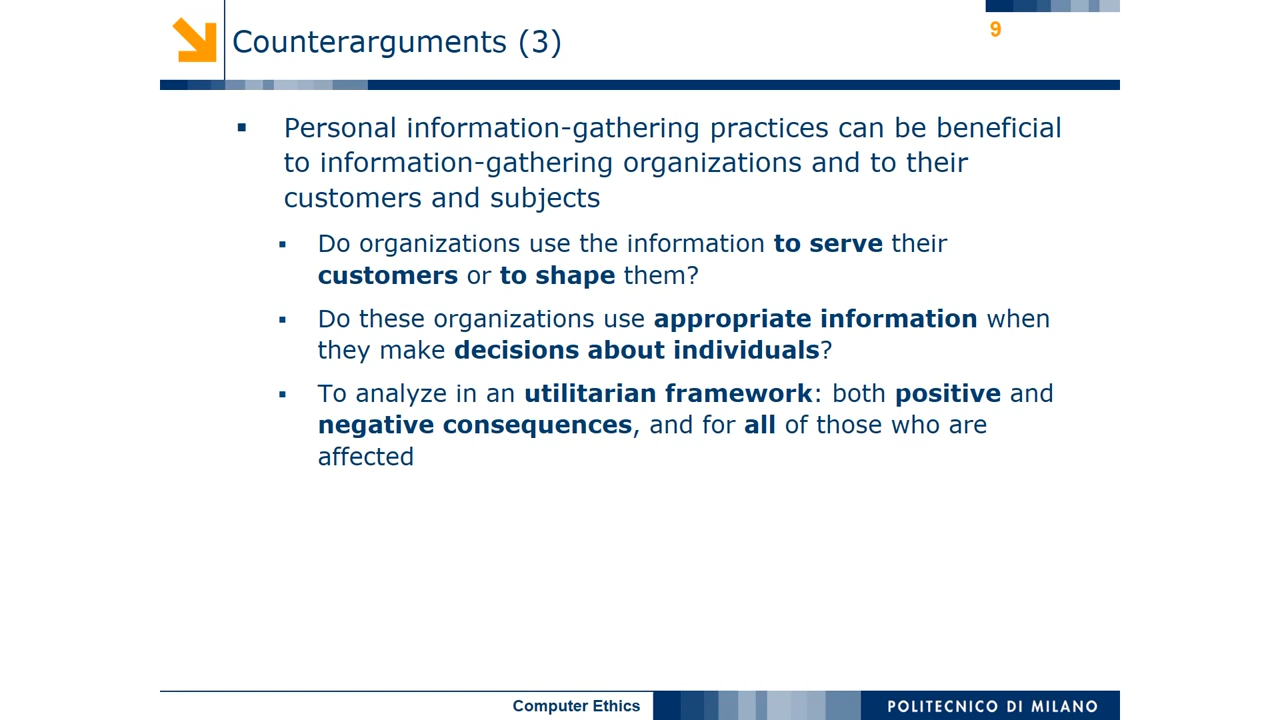 Counterarguments (3)
9
▪ Personal information-gathering practices can be beneficial
to information-gathering organizations and to their
customers and subjects
▪ Do organizations use the information to serve their
customers or to shape them?
▪ Do these organizations use appropriate information when
they make decisions about individuals?
▪ To analyze in an utilitarian framework: both positive and
negative consequences, and for all of those who are
affected
Computer Ethics
POLITECNICO DI MILANO